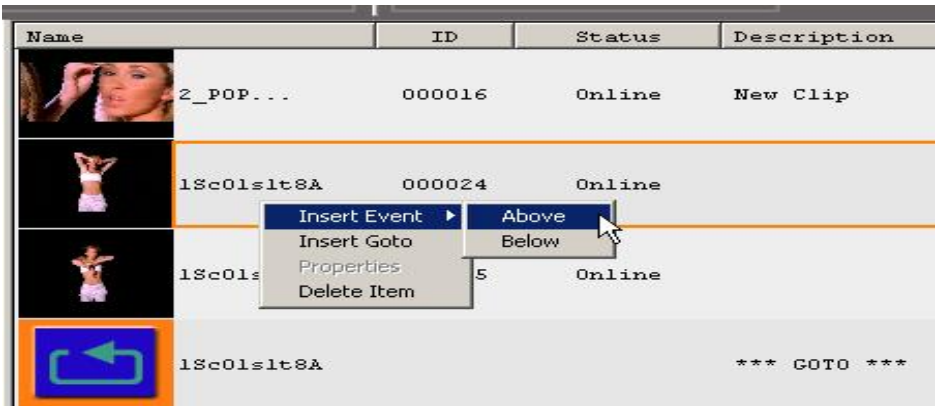 Name ID Status Description
2_POP... 000016 Online New Clip
1Sc01s1t8A 000024 Online
Insert Event Above
Insert Goto Below
Properties
1Sc01s 5 Online
Delete Item
1Sc01s1t8A *** GOTO ***